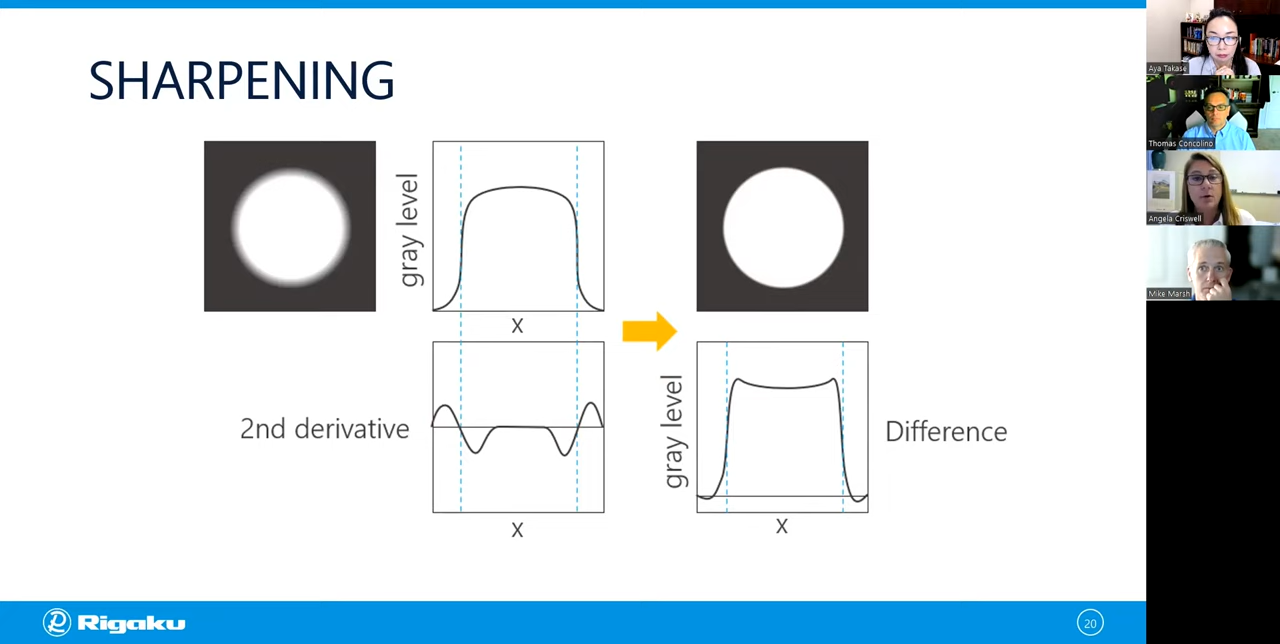 SHARPENING
gray level
X
2nd derivative
X
gray level
X
Difference
Rigaku
20
Aya Takase
Thomas Concolino
Angela Criswell
Mike Marsh